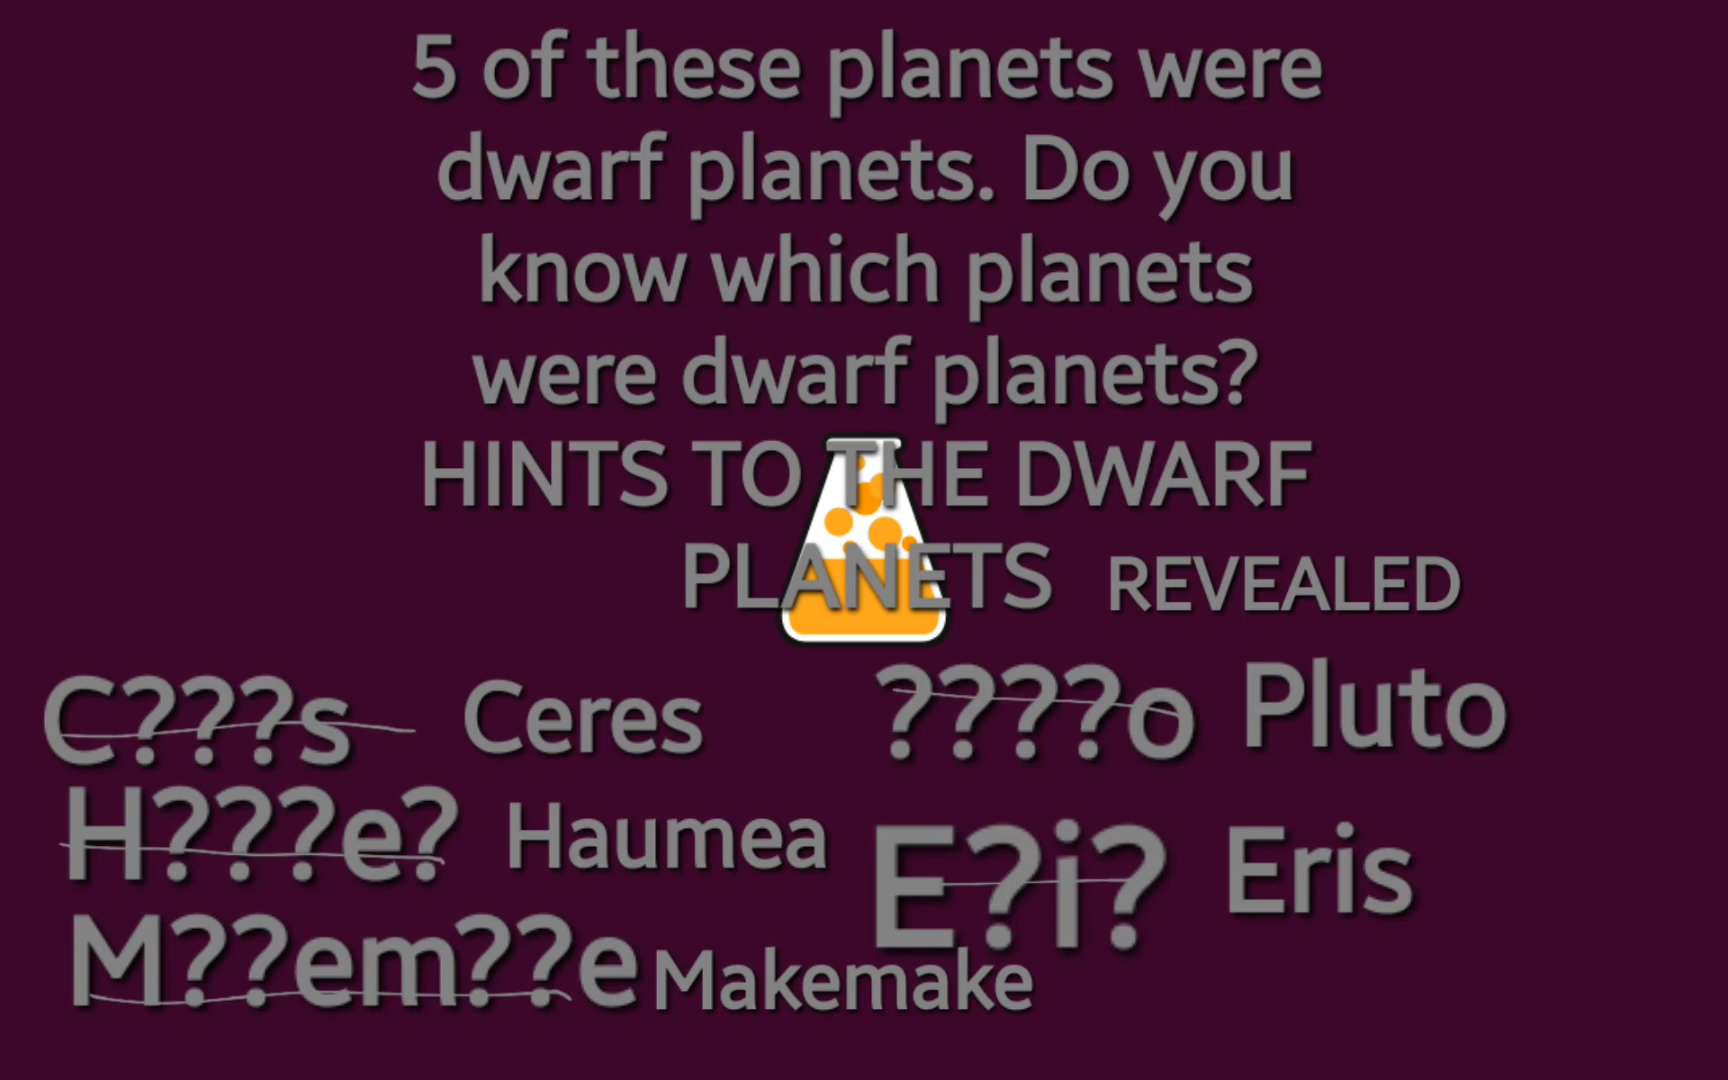 5 of these planets were
dwarf planets. Do you
know which planets
were dwarf planets?
HINTS TO THE DWARF
PLANETS REVEALED
C???s Ceres ????o Pluto
H???e? Haumea E?i? Eris
M??em??e Makemake